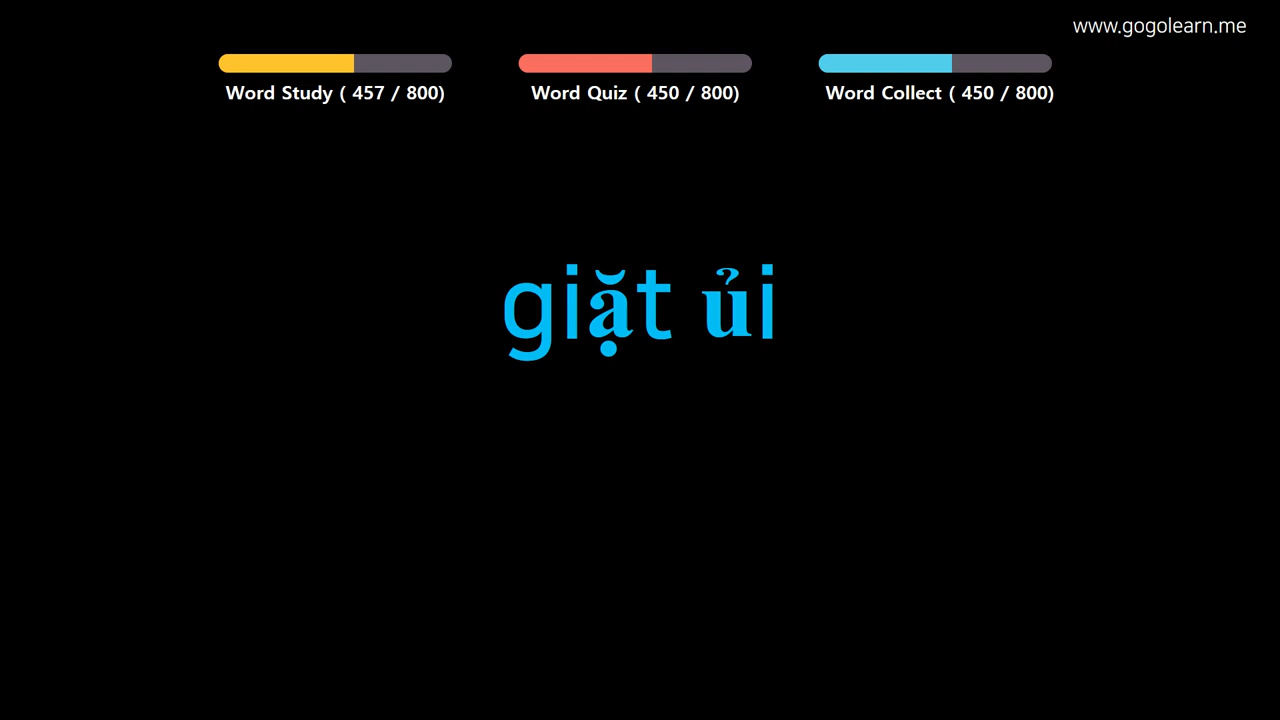 www.gogolearn.me
Word Study ( 457 / 800)
Word Quiz ( 450 / 800)
Word Collect ( 450 / 800)
giặt ủi